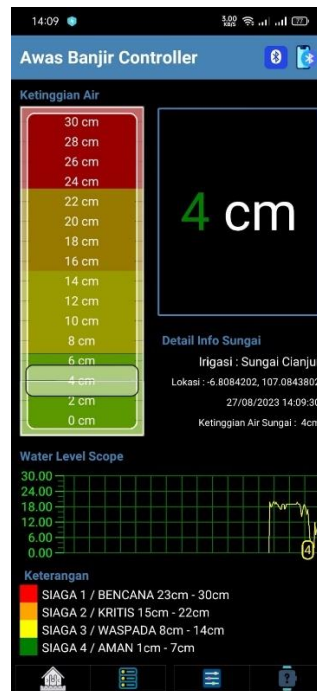 14:09
3,00 KB/S 77
Awas Banjir Controller
Ketinggian Air
30 cm
28 cm
26 cm
24 cm
22 cm
20 cm
18 cm
16 cm
14 cm
12 cm
10 cm
8 cm
6 cm
4 cm
2 cm
0 cm
4 cm
Detail Info Sungai
Irigasi : Sungai Cianju
Lokasi : -6.8084202, 107.0843802
27/08/2023 14:09:30
Ketinggian Air Sungai : 4cm
Water Level Scope
30.00
24.00
18.00
12.00
6.00
0.00
4
Keterangan
SIAGA 1 / BENCANA 23cm - 30cm
SIAGA 2 / KRITIS 15cm - 22cm
SIAGA 3 / WASPADA 8cm - 14cm
SIAGA 4 / AMAN 1cm - 7cm